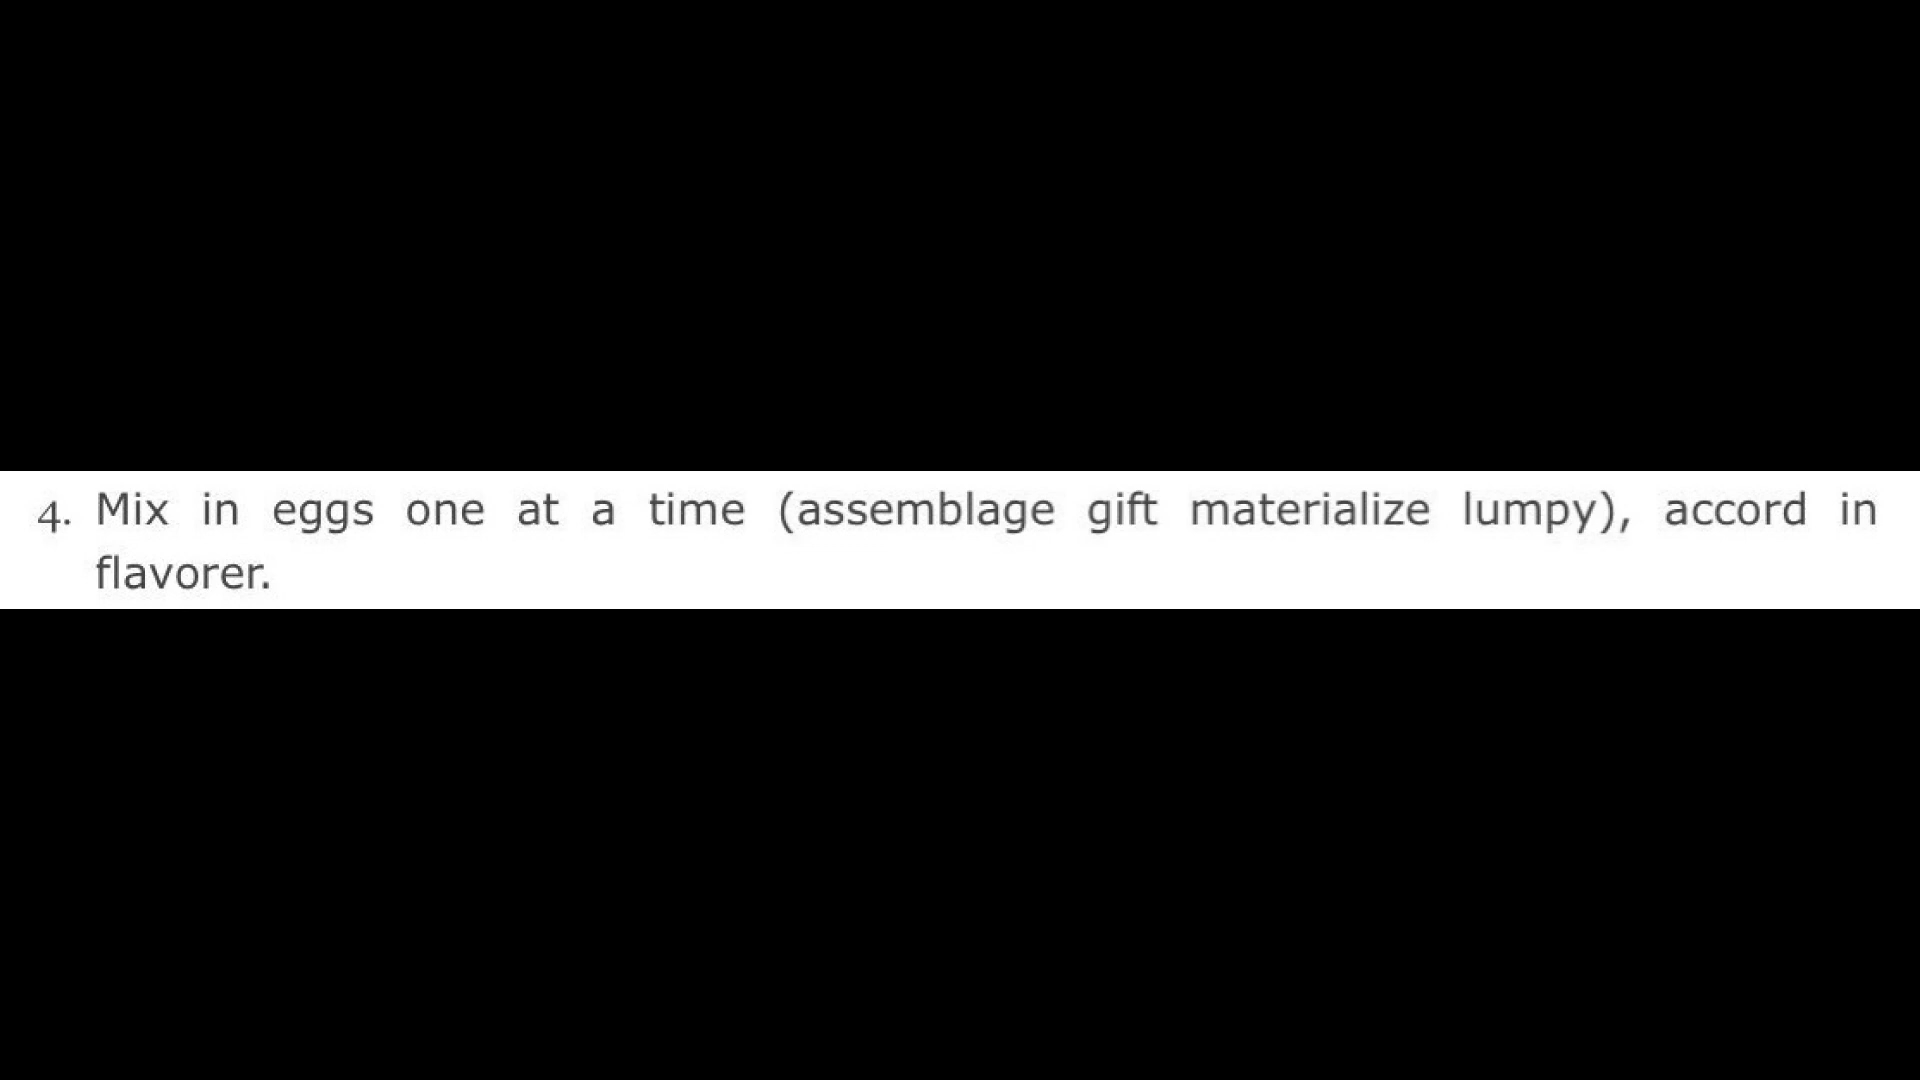 4. Mix in eggs one at a time (assemblage gift materialize lumpy), accord in
flavorer.